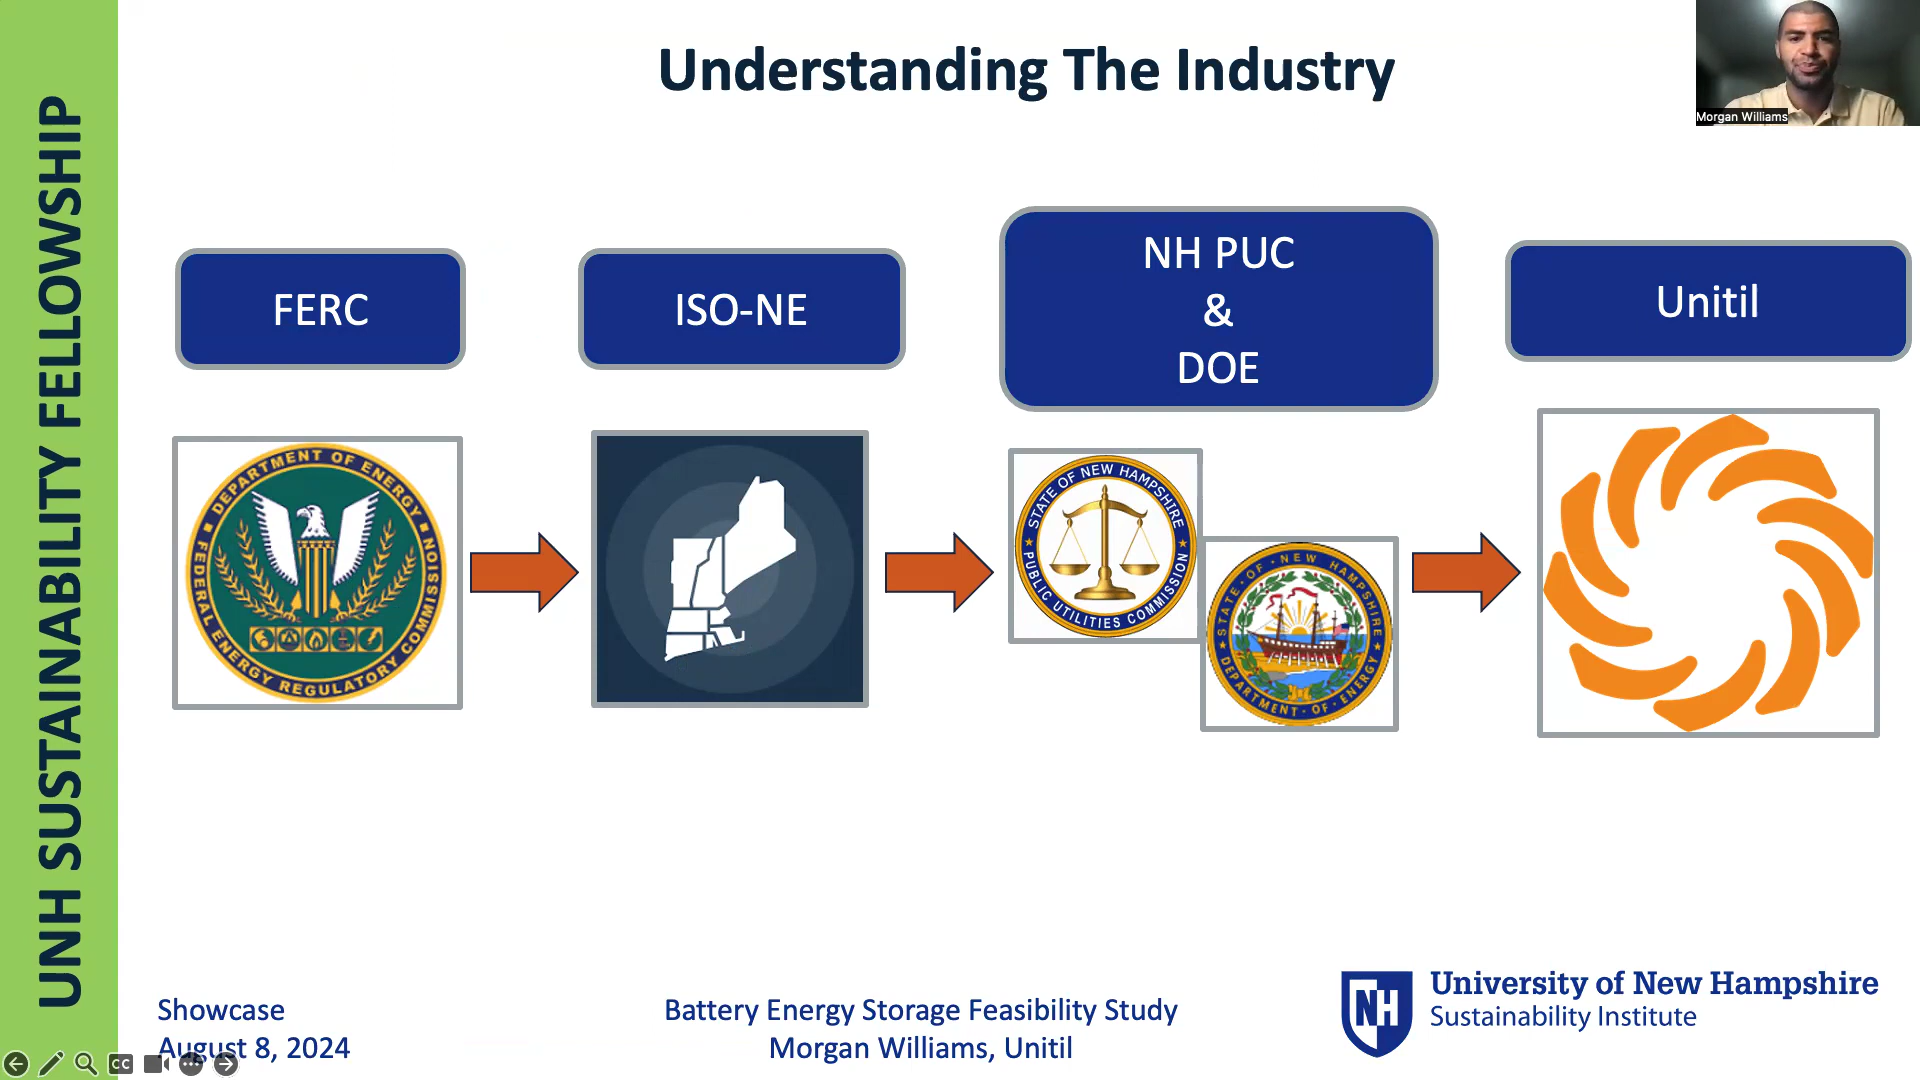 Understanding The Industry
Morgan Williams
UNH SUSTAINABILITY FELLOWSHIP
FERC
ISO-NE
NH PUC
&
DOE
Unitil
DEPARTMENT OF ENERGY
FEDERAL ENERGY REGULATORY COMMISSION
STATE OF NEW HAMPSHIRE
PUBLIC UTILITIES COMMISSION
STATE·OF·NEW HAMPSHIRE
DEPARTMENT·OF·ENERGY
Showcase
August 8, 2024
Battery Energy Storage Feasibility Study
Morgan Williams, Unitil
NH
University of New Hampshire
Sustainability Institute
CC